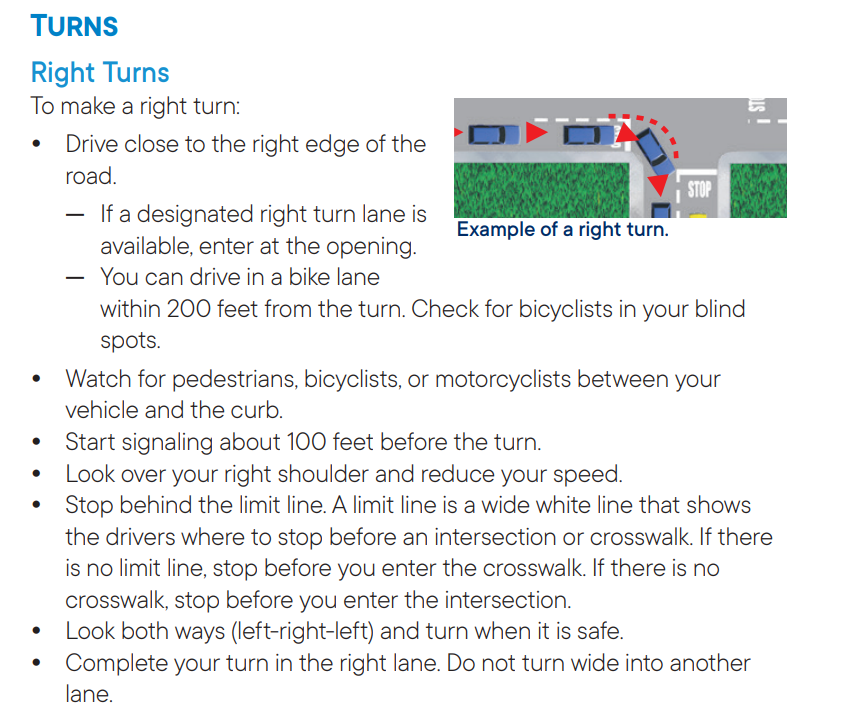 TURNS
Right Turns
To make a right turn:
• Drive close to the right edge of the
road.
— If a designated right turn lane is
available, enter at the opening.
— You can drive in a bike lane
within 200 feet from the turn. Check for bicyclists in your blind
spots.
STOP
Example of a right turn.
• Watch for pedestrians, bicyclists, or motorcyclists between your
vehicle and the curb.
• Start signaling about 100 feet before the turn.
• Look over your right shoulder and reduce your speed.
• Stop behind the limit line. A limit line is a wide white line that shows
the drivers where to stop before an intersection or crosswalk. If there
is no limit line, stop before you enter the crosswalk. If there is no
crosswalk, stop before you enter the intersection.
• Look both ways (left-right-left) and turn when it is safe.
• Complete your turn in the right lane. Do not turn wide into another
lane.